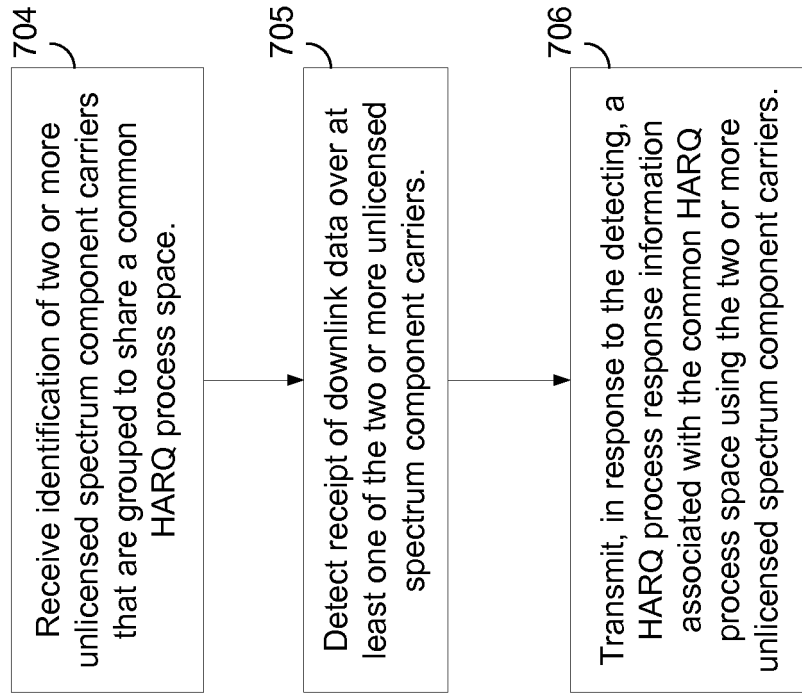 704
Receive identification of two or more
unlicensed spectrum component carriers
that are grouped to share a common
HARQ process space.
705
Detect receipt of downlink data over at
least one of the two or more unlicensed
spectrum component carriers.
706
Transmit, in response to the detecting, a
HARQ process response information
associated with the common HARQ
process space using the two or more
unlicensed spectrum component carriers.